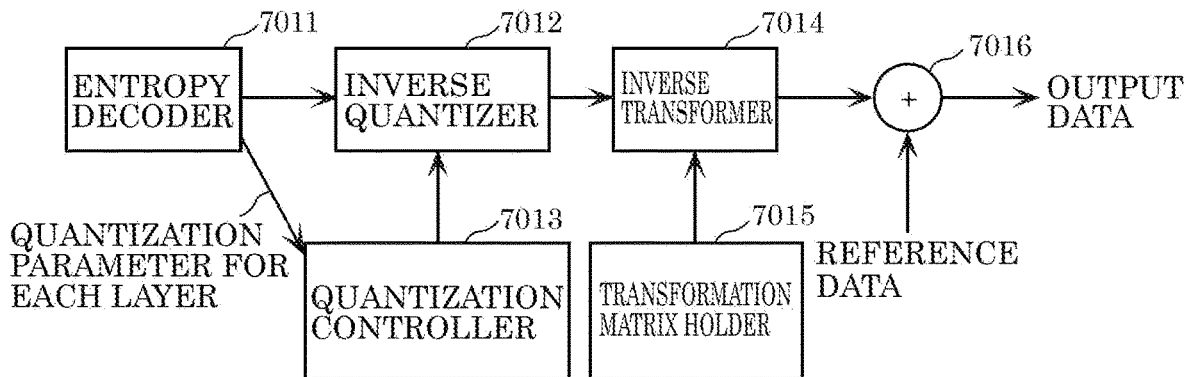 7011
7012
7014
7016
ENTROPY
DECODER
INVERSE
QUANTIZER
INVERSE
TRANSFORMER
+
OUTPUT
DATA
7013
7015
QUANTIZATION
PARAMETER FOR
EACH LAYER
QUANTIZATION
CONTROLLER
TRANSFORMATION
MATRIX HOLDER
REFERENCE
DATA